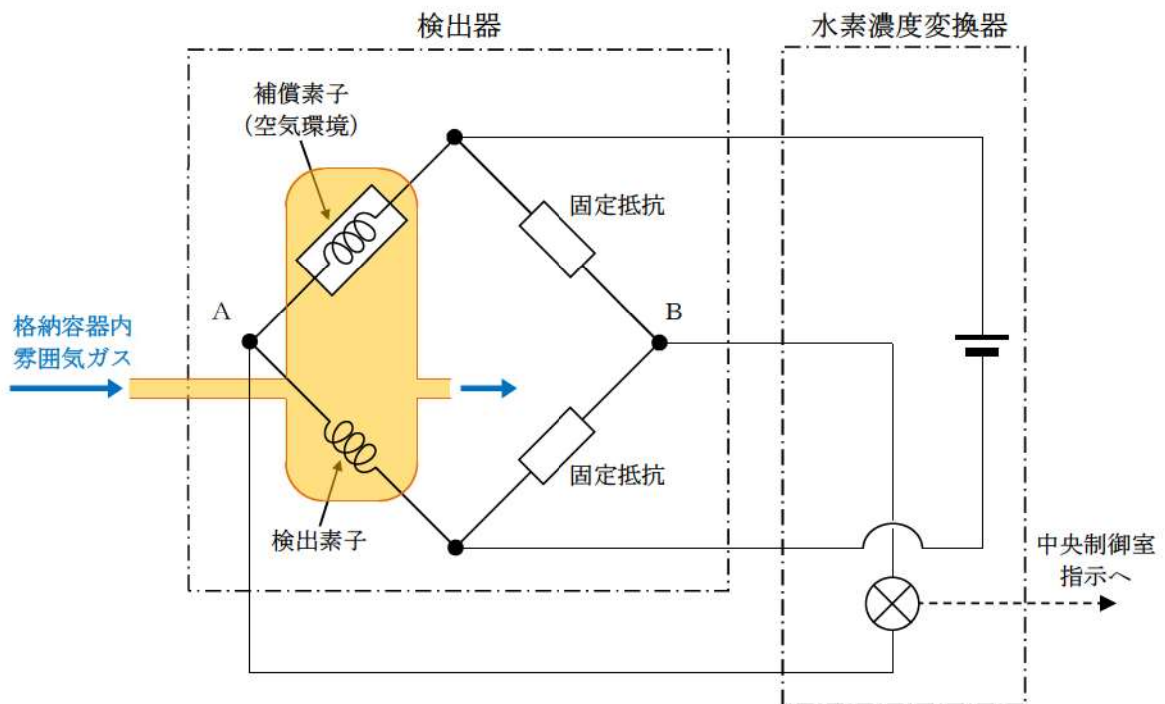 検出器
水素濃度変換器
補償素子
(空気環境)
固定抵抗
A
B
格納容器内
雰囲気ガス
固定抵抗
検出素子
中央制御室
指示へ